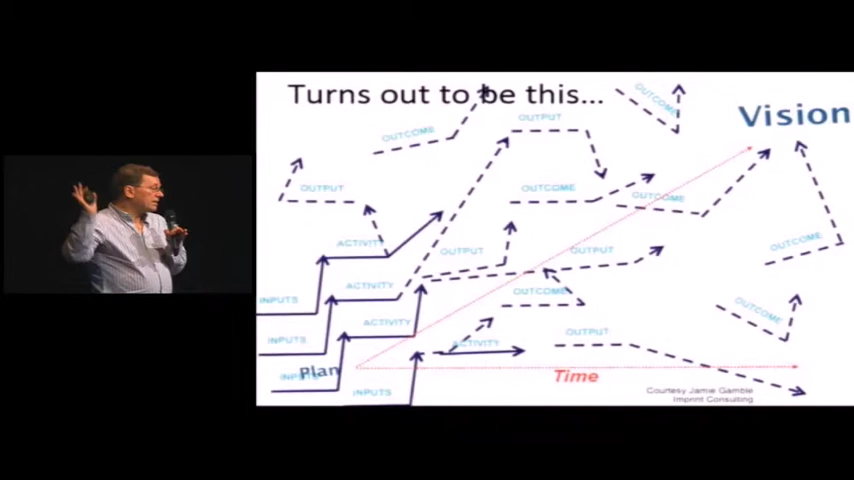 Turns out to be this...
OUTCOME
Vision
OUTPUT
OUTCOME
OUTPUT
OUTCOME
OUTCOME
ACTIVITY
OUTPUT
OUTPUT
OUTCOME
INPUTS
ACTIVITY
OUTCOME
OUTCOME
INPUTS
ACTIVITY
OUTPUT
ACTIVITY
INPUTS
Plan
Time
INPUTS
Courtesy Jamie Gamble
Imprint Consulting